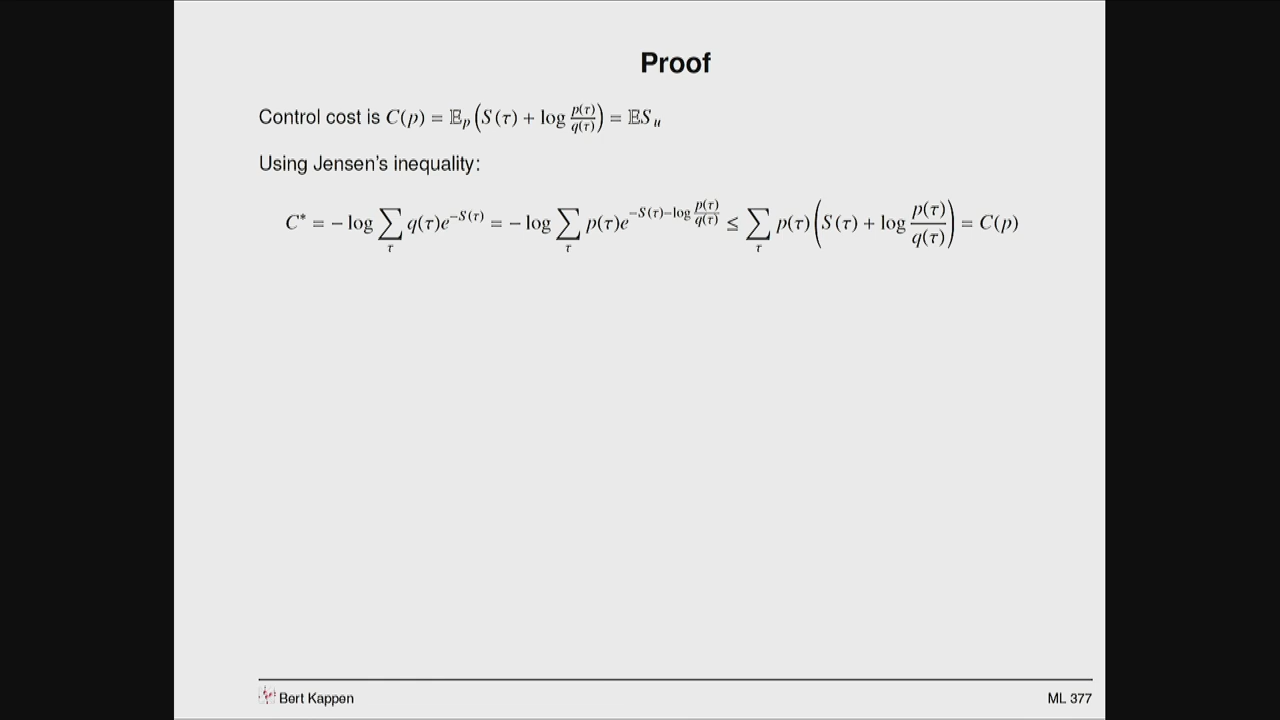 Proof
Control cost is C(p) = 𝔼_p (S(τ) + log p(τ)/q(τ)) = 𝔼S_u
Using Jensen's inequality:
C* = − log ∑_τ q(τ)e^{−S(τ)} = − log ∑_τ p(τ)e^{−S(τ)−log p(τ)/q(τ)} ≤ ∑_τ p(τ) (S(τ) + log p(τ)/q(τ)) = C(p)
Bert Kappen
ML 377